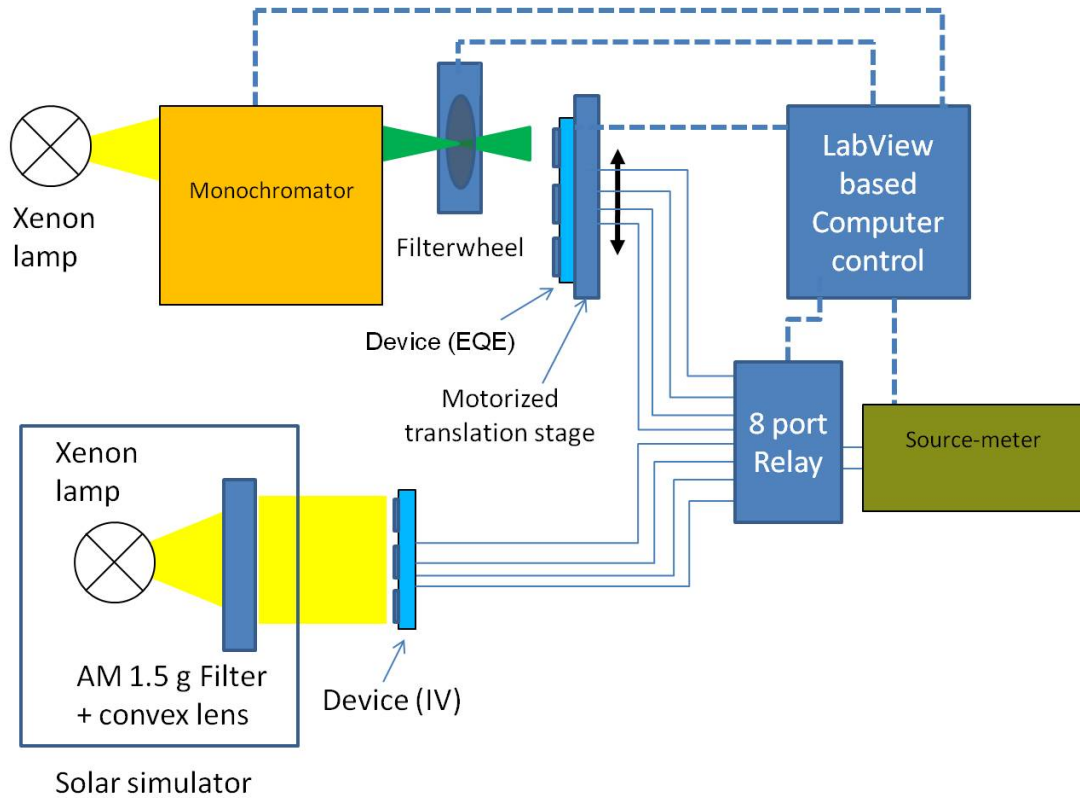 Xenon
lamp
Monochromator
Filterwheel
Device (EQE)
Motorized
translation stage
LabView
based
Computer
control
8 port
Relay
Source-meter
Xenon
lamp
AM 1.5 g Filter
+ convex lens
Device (IV)
Solar simulator